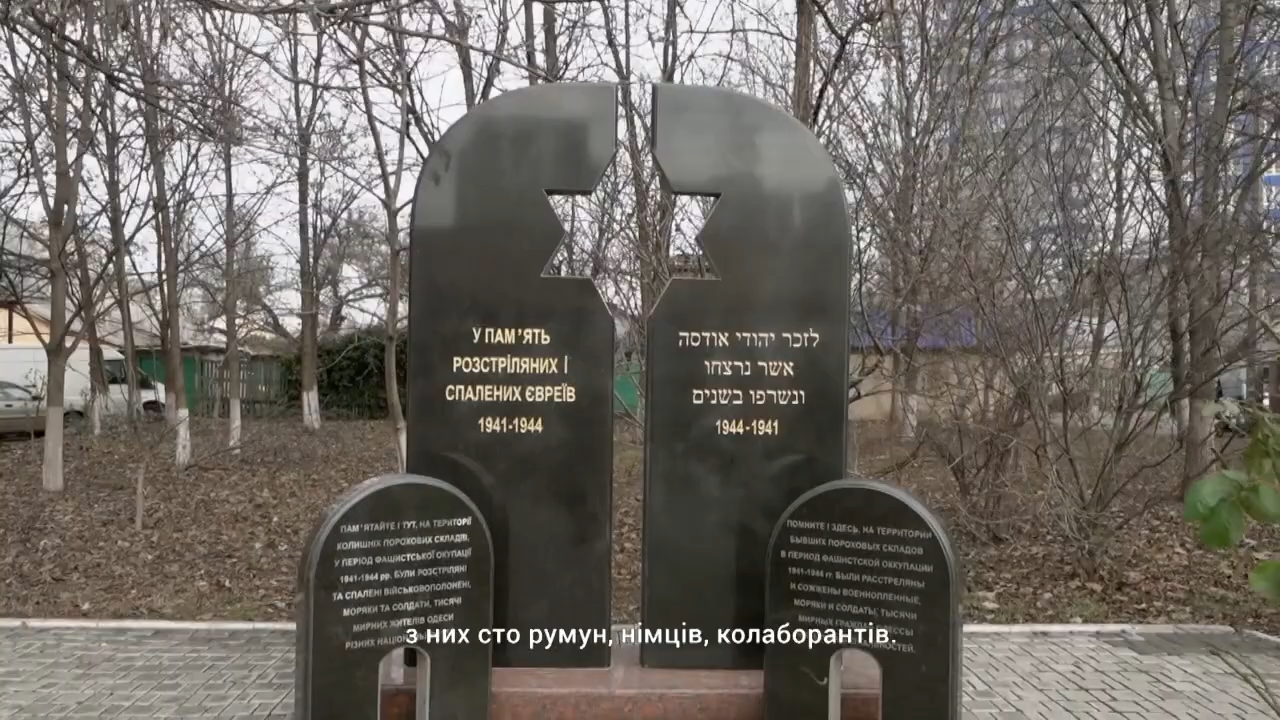 У ПАМ'ЯТЬ
РОЗСТРІЛЯНИХ І
СПАЛЕНИХ ЄВРЕЇВ
1941-1944
לזכר יהודי אודסה
אשר נרצחו
ונשרפו בשנים
1944-1941
ПАМ'ЯТАЙТЕ І ТУТ, НА ТЕРИТОРІЇ
КОЛИШНІХ ПОРОХОВИХ СКЛАДІВ,
У ПЕРІОД ФАШИСТСЬКОЇ ОКУПАЦІЇ
1941-1944 рр. БУЛИ РОЗСТРІЛЯНІ
ТА СПАЛЕНІ ВІЙСЬКОВОПОЛОНЕНІ,
МОРЯКИ ТА СОЛДАТИ, ТИСЯЧІ
МИРНИХ ЖИТЕЛІВ ОДЕСИ
РІЗНИХ
ПОМНИТЕ И ЗДЕСЬ, НА ТЕРРИТОРИИ
БЫВШИХ ПОРОХОВЫХ СКЛАДОВ
В ПЕРИОД ФАШИСТСКОЙ ОККУПАЦИИ
1941-1944 гг. БЫЛИ РАССТРЕЛЯНЫ
И СОЖЖЕНЫ ВОЕННОПЛЕННЫЕ,
МОРЯКИ И СОЛДАТЫ, ТЫСЯЧИ
МИРНЫХ
з них сто румун, німців, колаборантів.